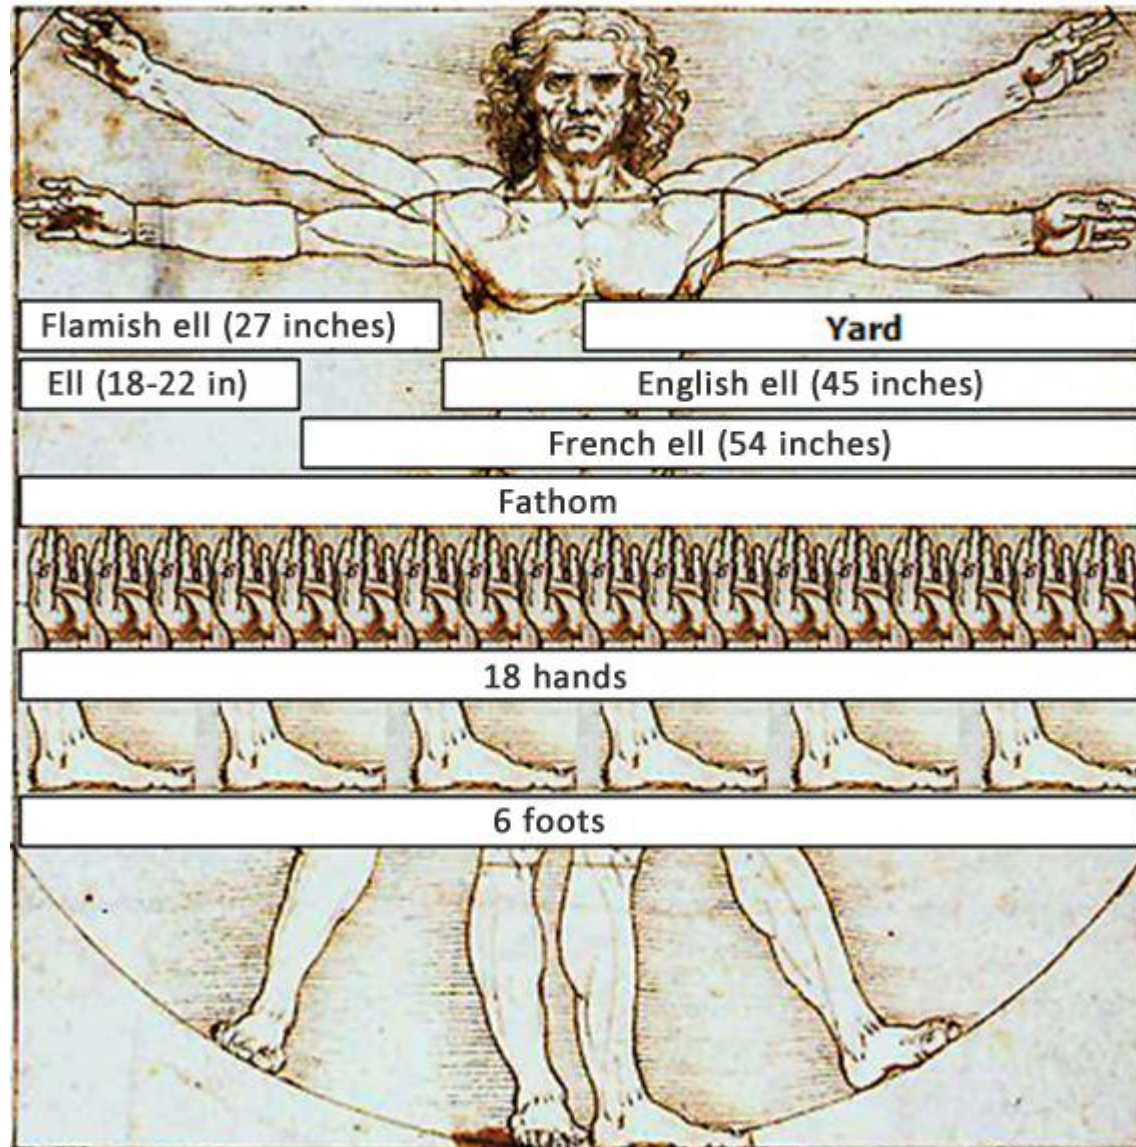 Flamish ell (27 inches)
Yard
Ell (18-22 in)
English ell (45 inches)
French ell (54 inches)
Fathom
18 hands
6 foots